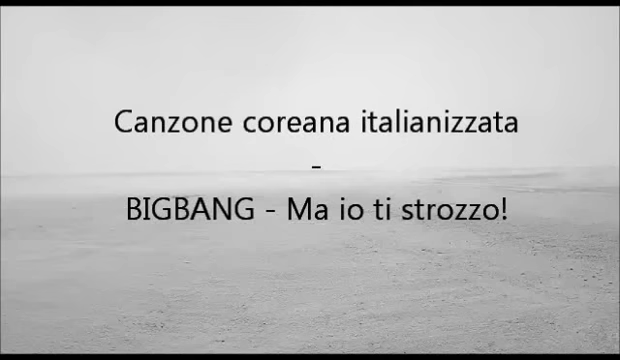 Canzone coreana italianizzata
-
BIGBANG - Ma io ti strozzo!